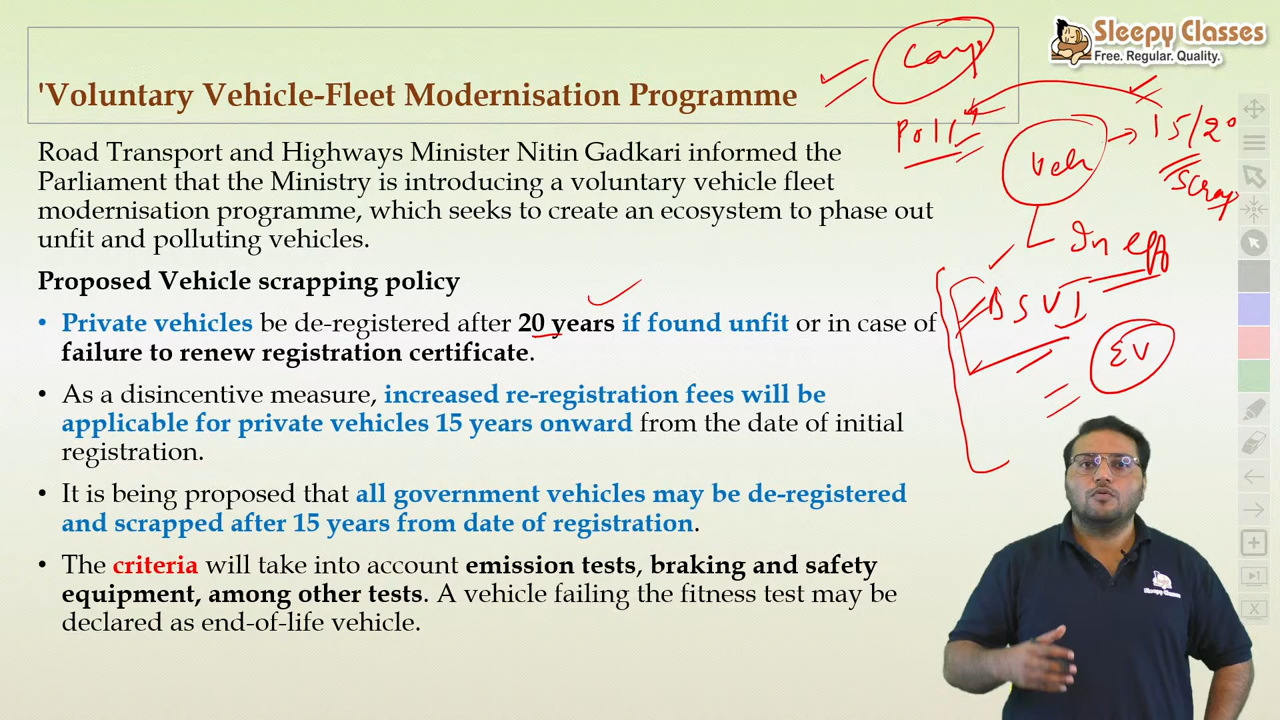 Sleepy Classes
Free. Regular. Quality.
'Voluntary Vehicle-Fleet Modernisation Programme
Road Transport and Highways Minister Nitin Gadkari informed the
Parliament that the Ministry is introducing a voluntary vehicle fleet
modernisation programme, which seeks to create an ecosystem to phase out
unfit and polluting vehicles.
Proposed Vehicle scrapping policy
• Private vehicles be de-registered after 20 years if found unfit or in case of
failure to renew registration certificate.
• As a disincentive measure, increased re-registration fees will be
applicable for private vehicles 15 years onward from the date of initial
registration.
• It is being proposed that all government vehicles may be de-registered
and scrapped after 15 years from date of registration.
• The criteria will take into account emission tests, braking and safety
equipment, among other tests. A vehicle failing the fitness test may be
declared as end-of-life vehicle.
Poll
Veh
15/20
Scrap
In eff
BSVI
EV
Sleepy Classes